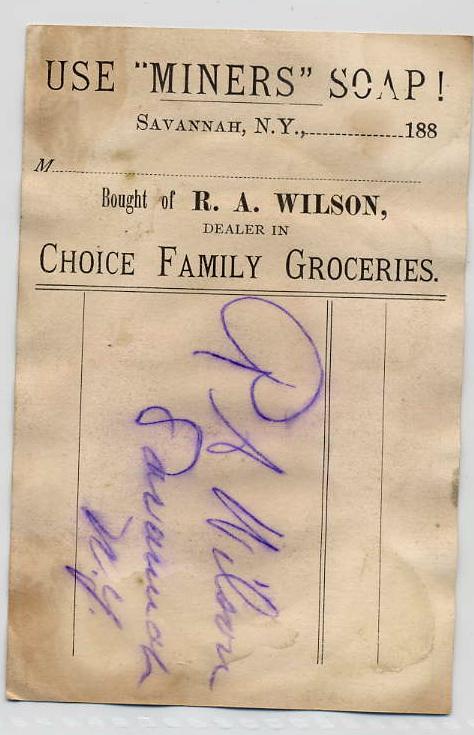 USE "MINERS" SOAP!
SAVANNAH, N.Y.,..............188
M...............................................
Bought of R. A. WILSON,
DEALER IN
CHOICE FAMILY GROCERIES.
R A Wilson
Savannah
N.Y.